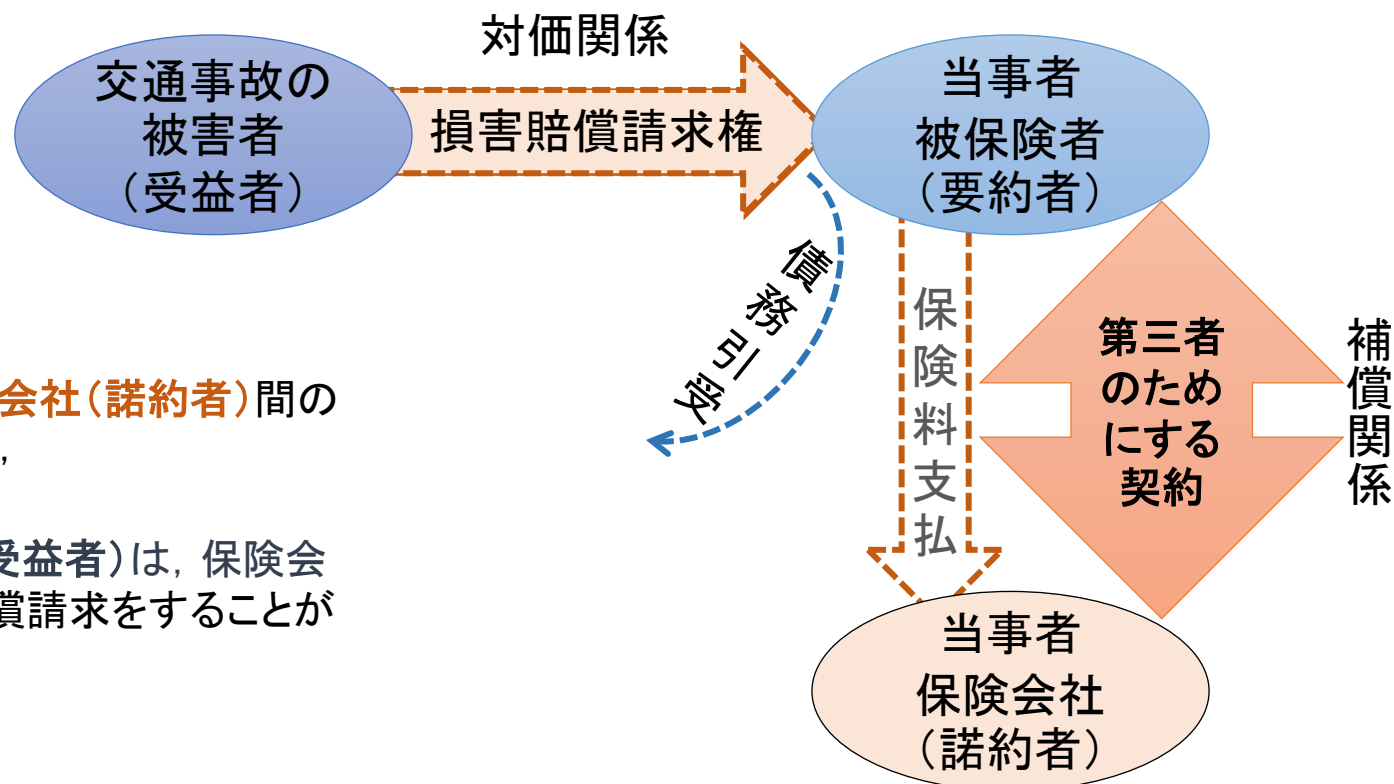 対価関係
交通事故の
被害者
（受益者）
損害賠償請求権
当事者
被保険者
（要約者）
債務引受
保険料支払
第三者
のため
にする
契約
補償関係
会社（諾約者）間の
，
受益者）は，保険会
償請求をすることが
当事者
保険会社
（諾約者）